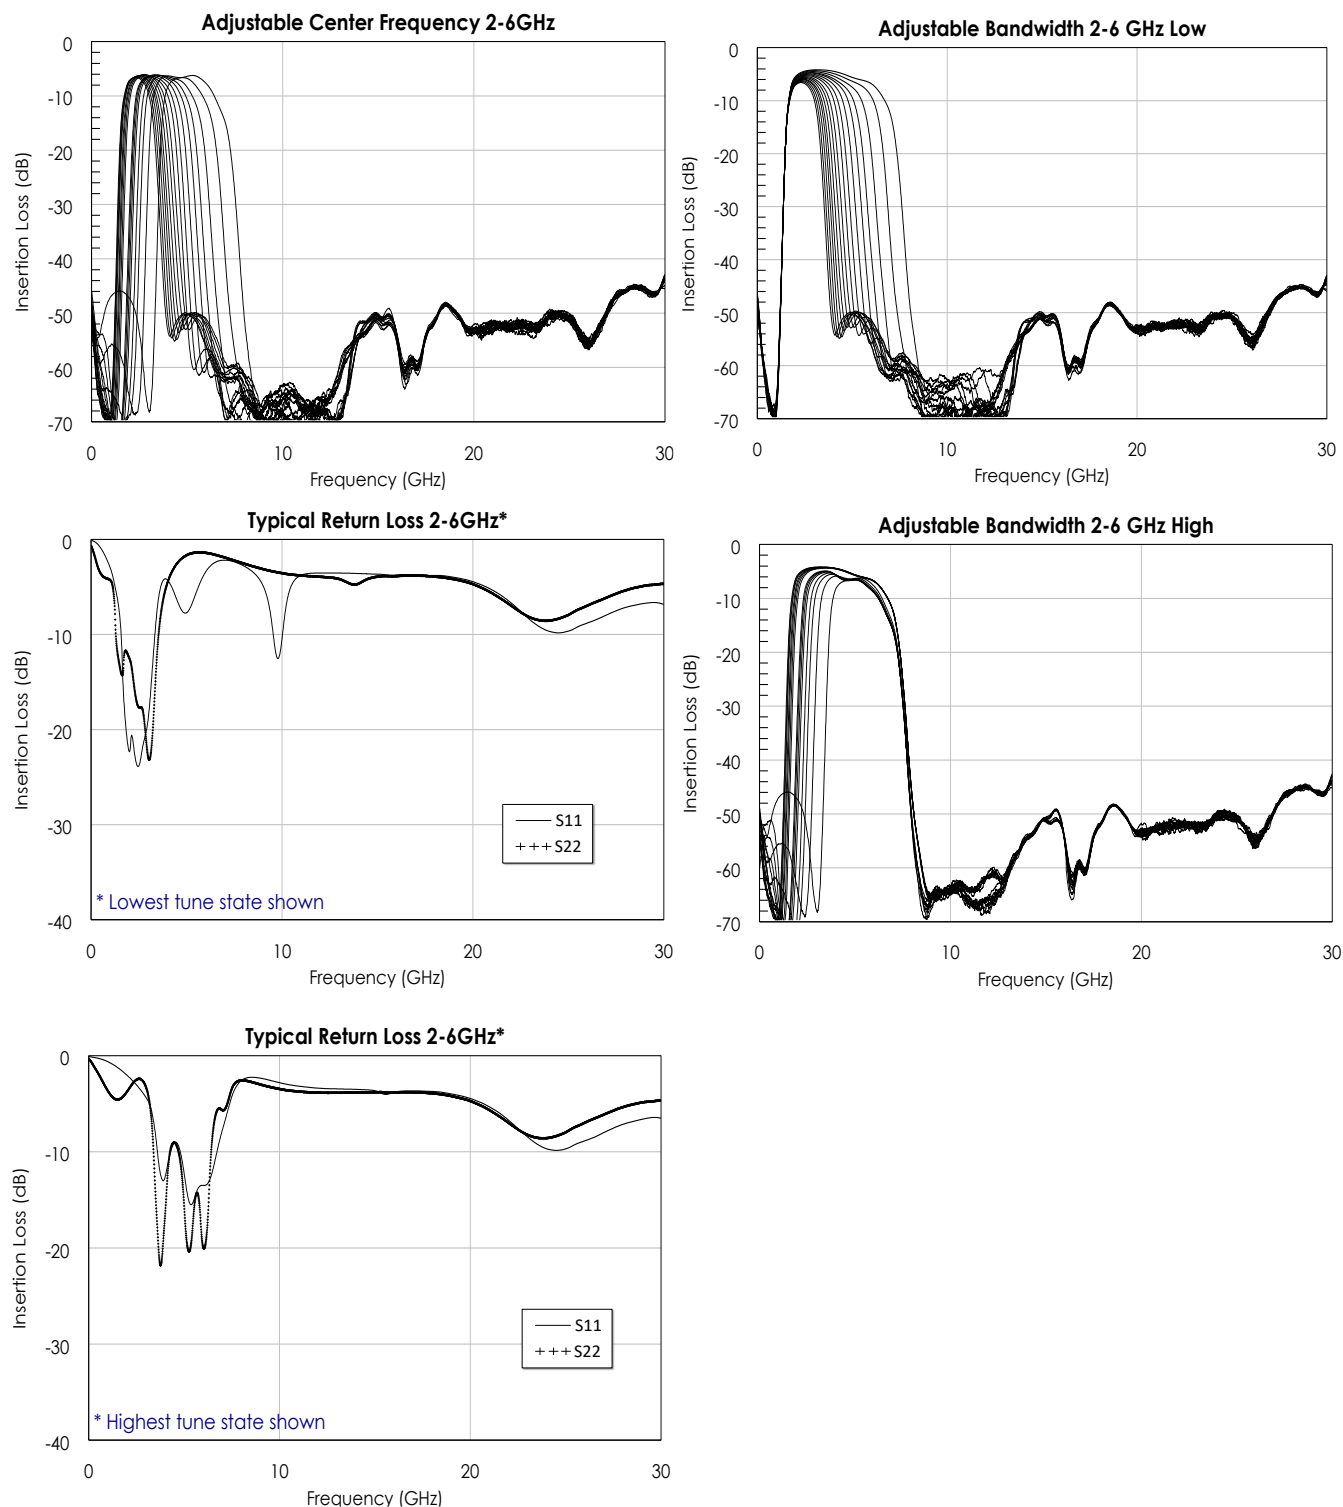 Adjustable Center Frequency 2-6GHz
0
-10
-20
-30
-40
-50
-60
-70
Insertion Loss (dB)
0
10
20
30
Frequency (GHz)
Adjustable Bandwidth 2-6 GHz Low
0
-10
-20
-30
-40
-50
-60
-70
Insertion Loss (dB)
0
10
20
30
Frequency (GHz)
Typical Return Loss 2-6GHz*
0
-10
-20
-30
-40
Insertion Loss (dB)
S11
+++ S22
* Lowest tune state shown
0
10
20
30
Frequency (GHz)
Adjustable Bandwidth 2-6 GHz High
0
-10
-20
-30
-40
-50
-60
-70
Insertion Loss (dB)
0
10
20
30
Frequency (GHz)
Typical Return Loss 2-6GHz*
0
-10
-20
-30
-40
Insertion Loss (dB)
S11
+++ S22
* Highest tune state shown
0
10
20
30
Frequency (GHz)